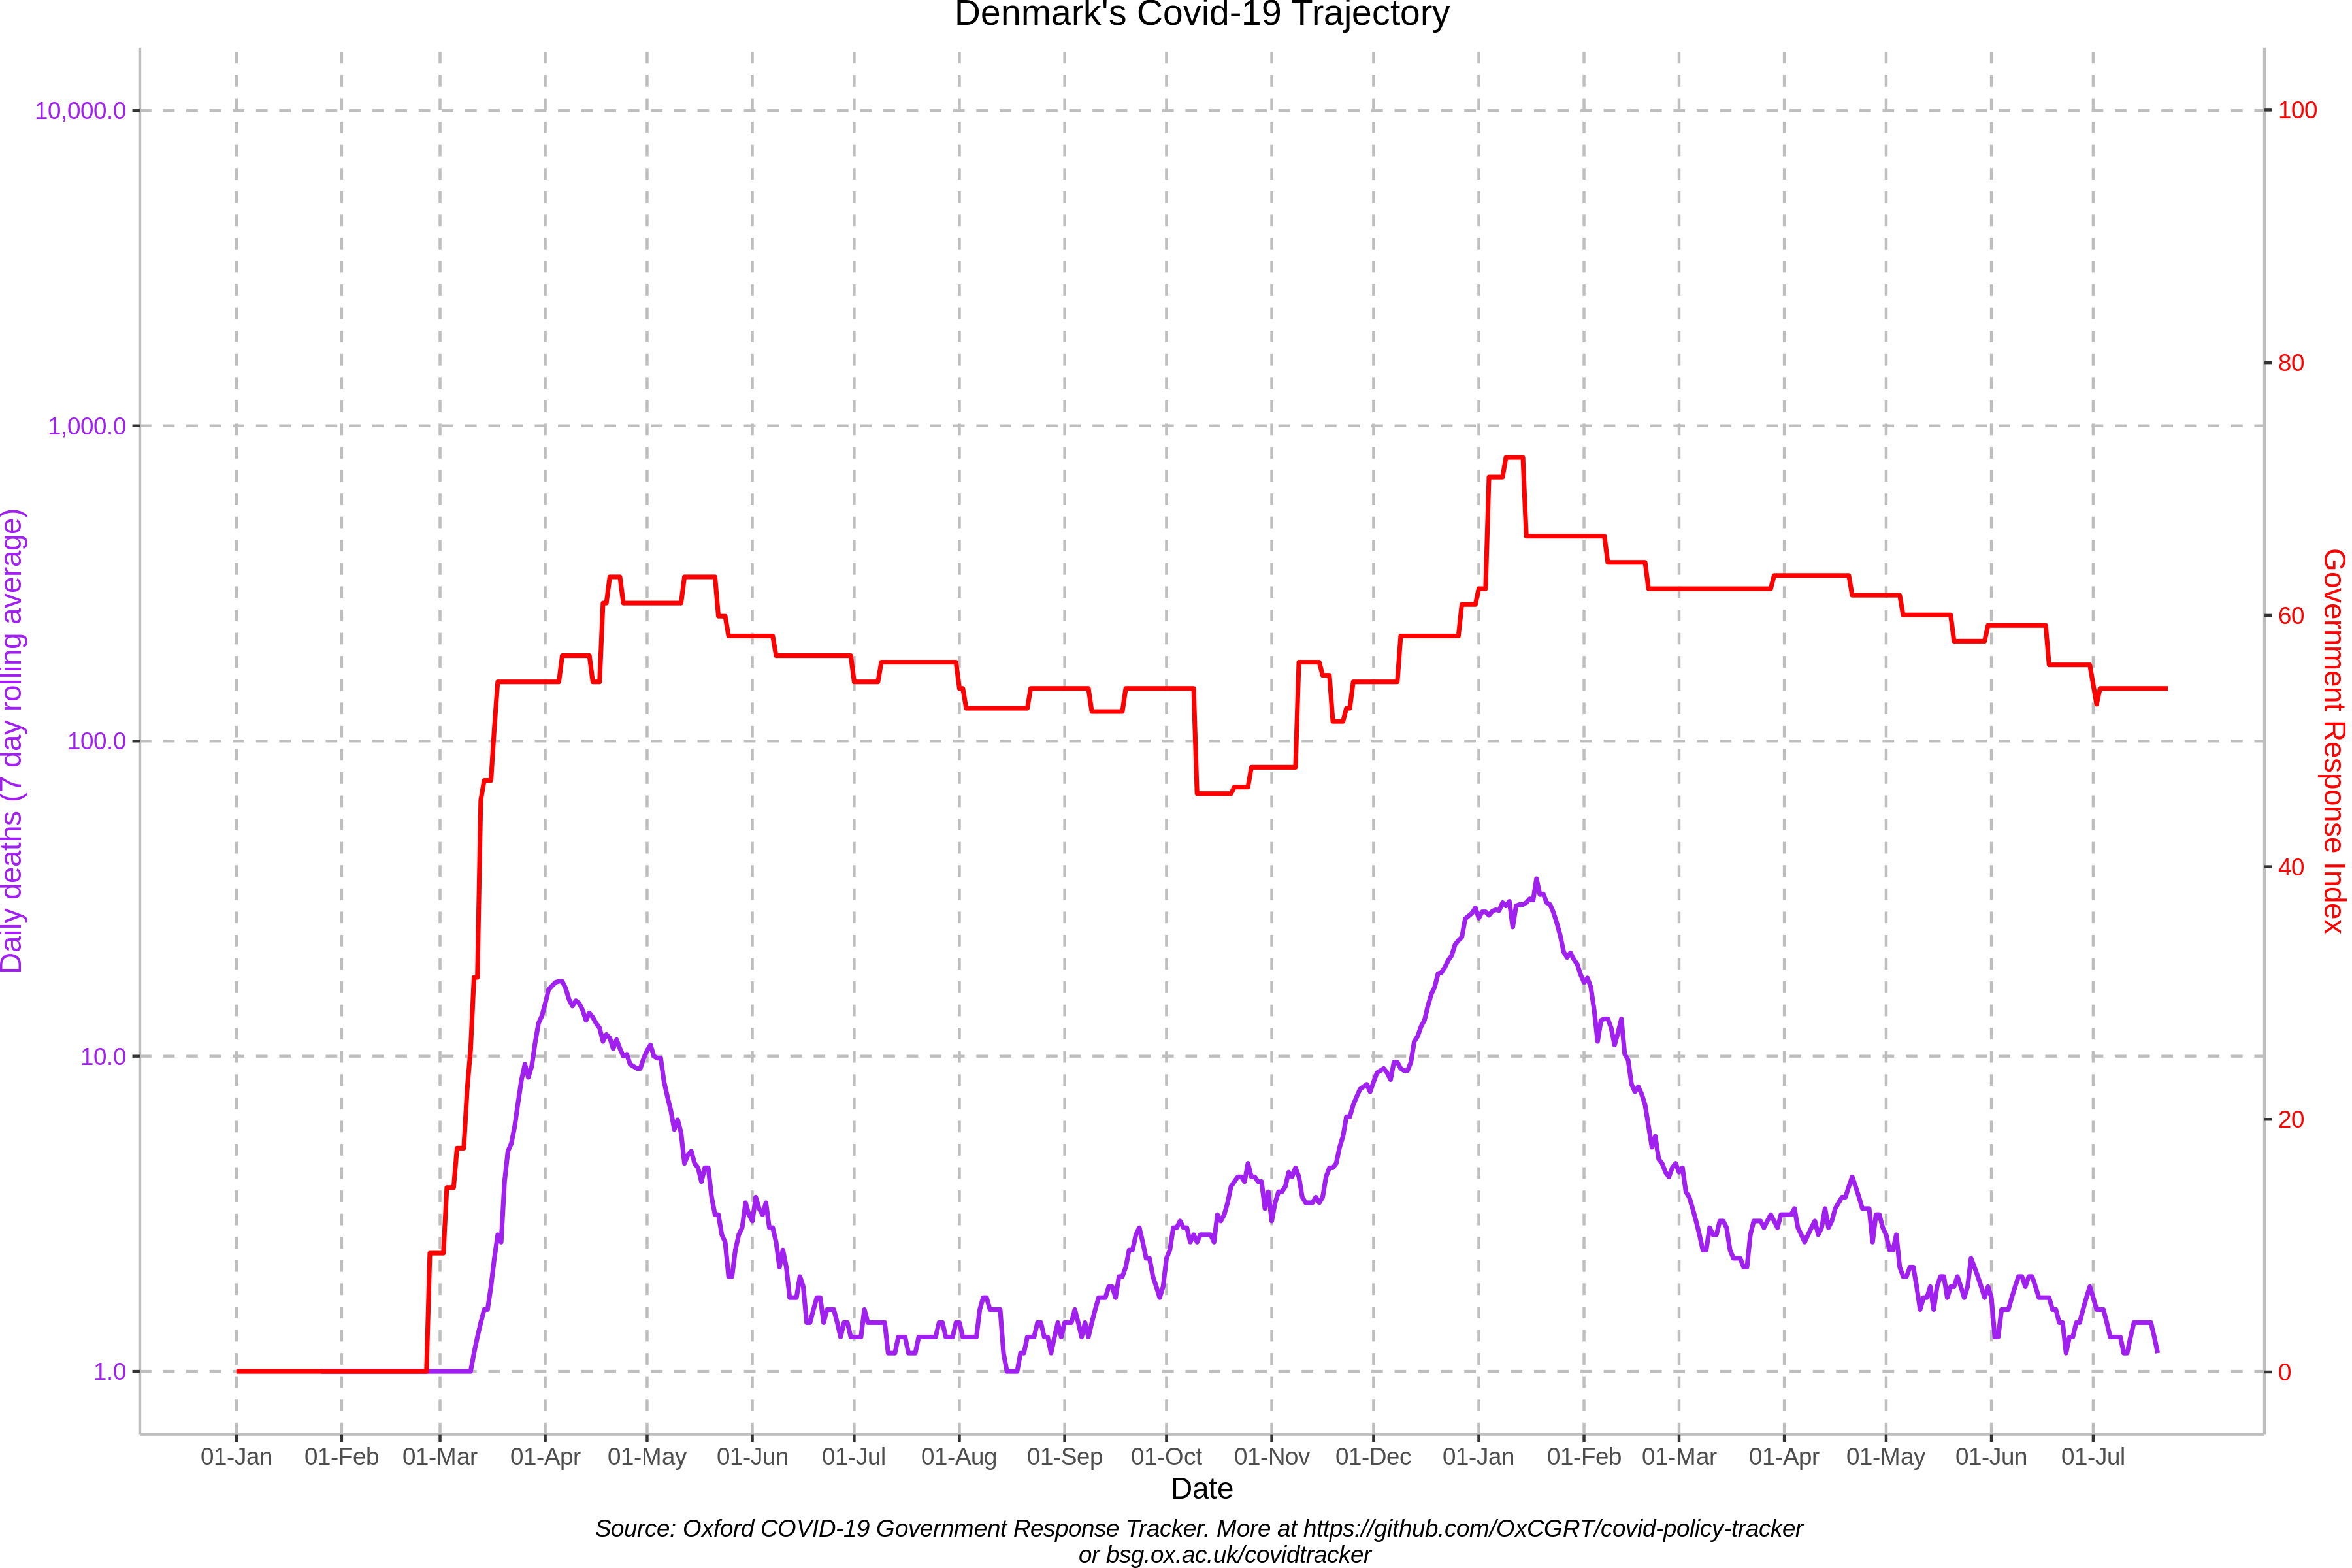 Denmark's Covid-19 Trajectory
10,000.0
1,000.0
100.0
10.0
1.0
Daily deaths (7 day rolling average)
100
80
60
40
20
0
Government Response Index
01-Jan 01-Feb 01-Mar 01-Apr 01-May 01-Jun 01-Jul 01-Aug 01-Sep 01-Oct 01-Nov 01-Dec 01-Jan 01-Feb 01-Mar 01-Apr 01-May 01-Jun 01-Jul
Date
Source: Oxford COVID-19 Government Response Tracker. More at https://github.com/OxCGRT/covid-policy-tracker
or bsg.ox.ac.uk/covidtracker